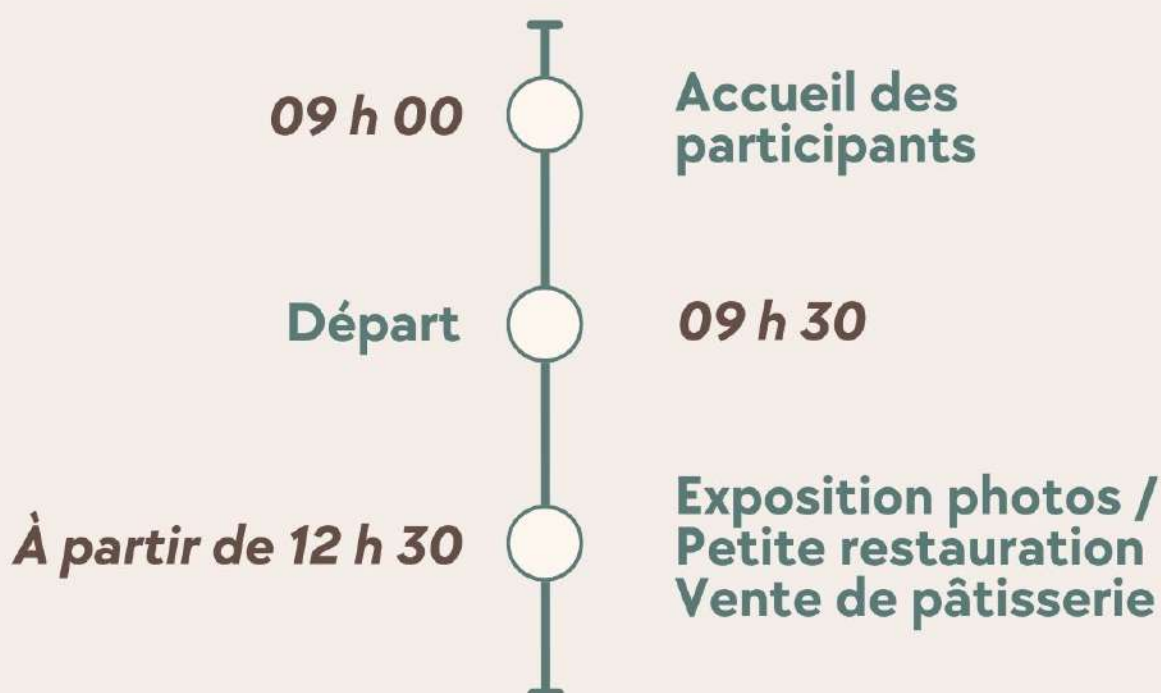 09 h 00
Accueil des
participants
Départ
09 h 30
À partir de 12 h 30
Exposition photos /
Petite restauration
Vente de pâtisserie